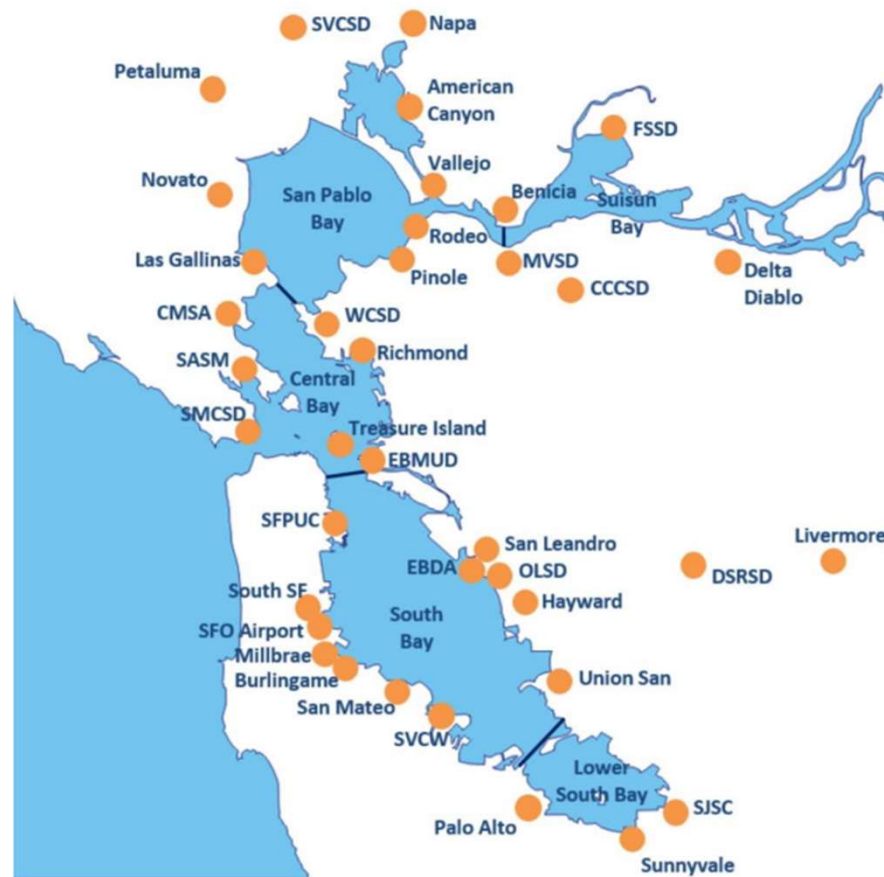 SVCSD
Napa
Petaluma
American
Canyon
FSSD
Vallejo
Novato
San Pablo
Bay
Benicia
Suisun
Bay
Rodeo
Las Gallinas
Pinole
MVSD
CCCSD
Delta
Diablo
CMSA
WCSD
SASM
Richmond
Central
Bay
SMCSD
Treasure Island
EBMUD
SFPUC
San Leandro
Livermore
EBDA
OLSD
DSRSD
South SF
Hayward
South
Bay
SFO Airport
Millbrae
Burlingame
Union San
San Mateo
SVCW
Lower
South Bay
Palo Alto
SJSC
Sunnyvale